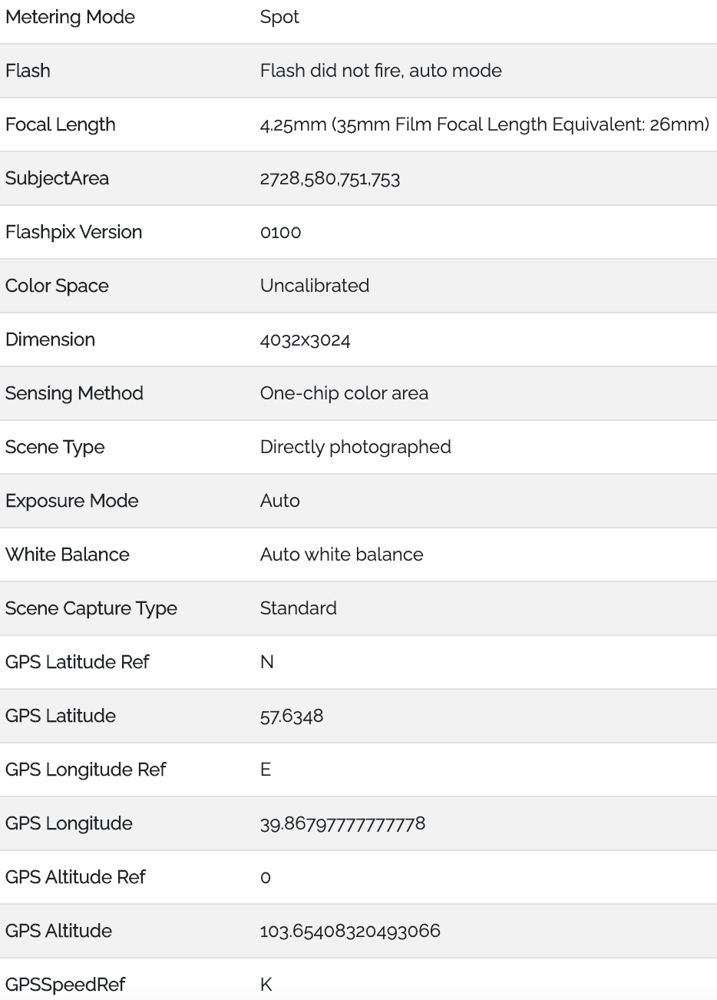 Metering Mode Spot
Flash Flash did not fire, auto mode
Focal Length 4.25mm (35mm Film Focal Length Equivalent: 26mm)
SubjectArea 2728,580,751,753
Flashpix Version 0100
Color Space Uncalibrated
Dimension 4032x3024
Sensing Method One-chip color area
Scene Type Directly photographed
Exposure Mode Auto
White Balance Auto white balance
Scene Capture Type Standard
GPS Latitude Ref N
GPS Latitude 57.6348
GPS Longitude Ref E
GPS Longitude 39.86797777777778
GPS Altitude Ref 0
GPS Altitude 103.65408320493066
GPSSpeedRef K